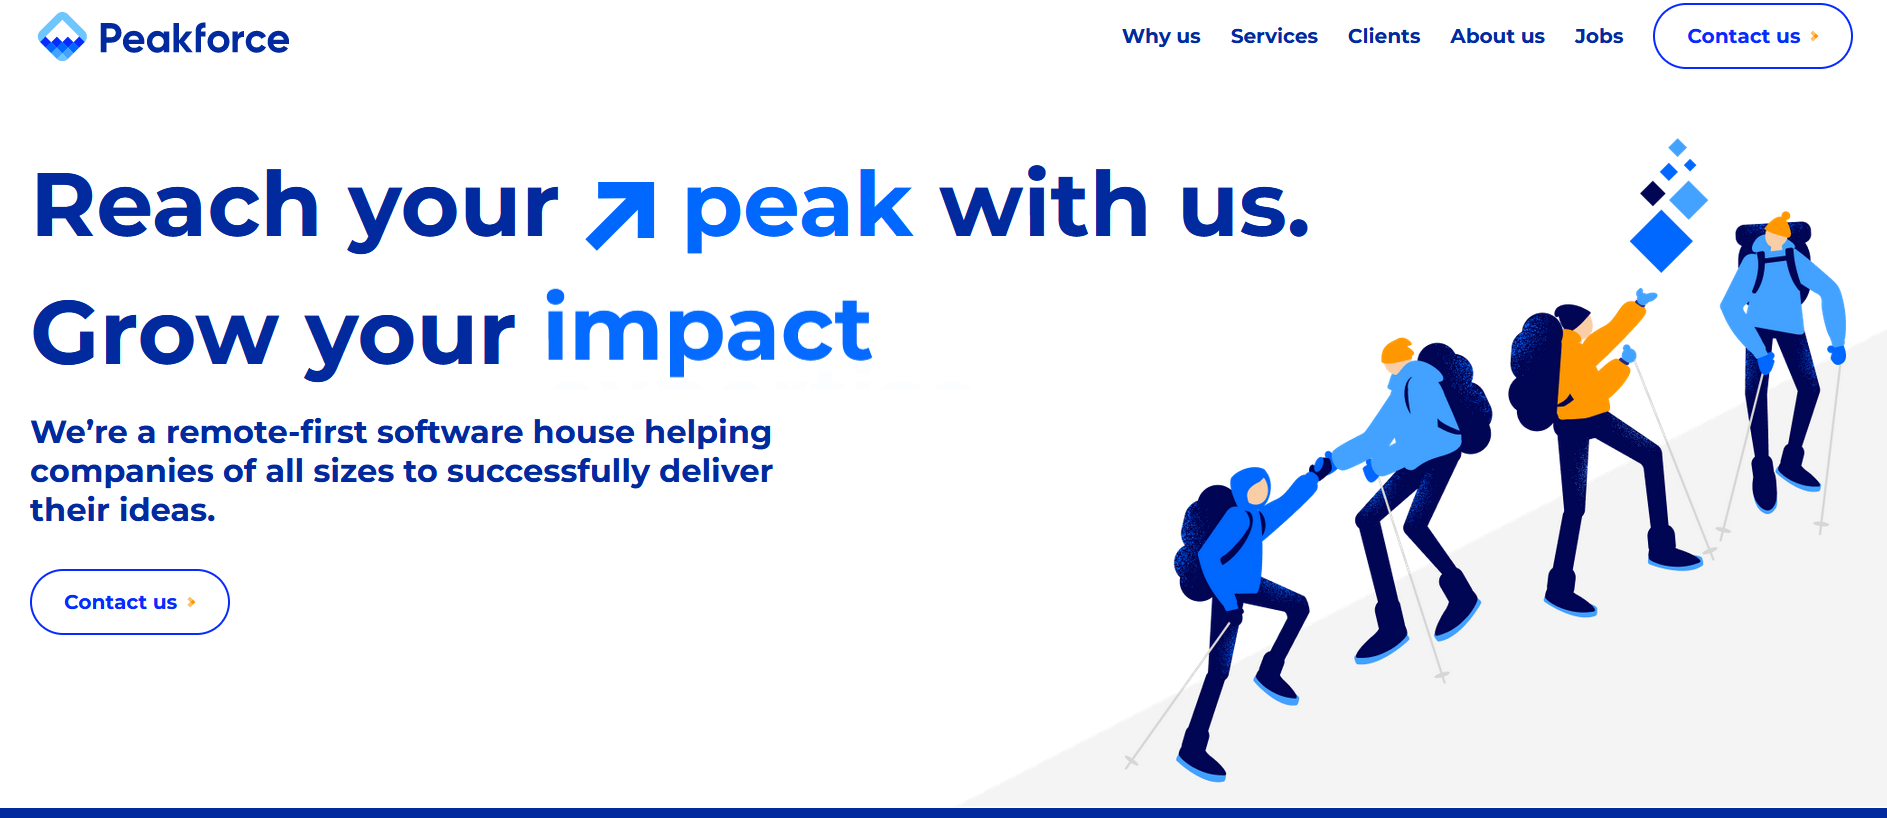 Peakforce
Why us Services Clients About us Jobs Contact us
Reach your peak with us.
Grow your impact
We’re a remote-first software house helping
companies of all sizes to successfully deliver
their ideas.
Contact us